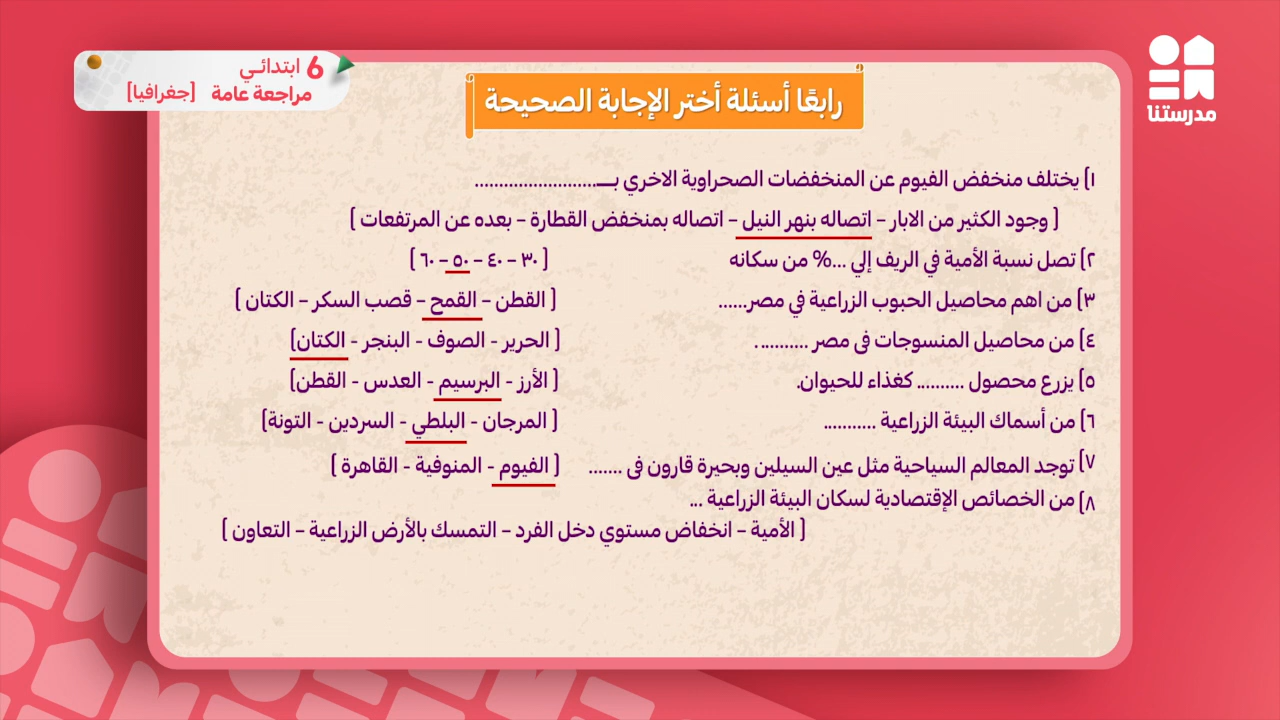 6 ابتدائي
مراجعة عامة [جغرافيا]
مدرستنا
رابعًا أسئلة أختر الإجابة الصحيحة
١) يختلف منخفض الفيوم عن المنخفضات الصحراوية الاخري بـــ.........................
( وجود الكثير من الابار – اتصاله بنهر النيل – اتصاله بمنخفض القطارة – بعده عن المرتفعات )
٢) تصل نسبة الأمية في الريف إلي ...% من سكانه ( ٣٠ – ٤٠ – ٥٠ – ٦٠ )
٣) من اهم محاصيل الحبوب الزراعية في مصر...... ( القطن – القمح – قصب السكر – الكتان )
٤) من محاصيل المنسوجات فى مصر .......... . ( الحرير - الصوف - البنجر - الكتان)
٥) يزرع محصول .......... كغذاء للحيوان. ( الأرز - البرسيم - العدس - القطن)
٦) من أسماك البيئة الزراعية ........... ( المرجان - البلطي - السردين - التونة)
٧) توجد المعالم السياحية مثل عين السيلين وبحيرة قارون فى ....... ( الفيوم - المنوفية - القاهرة )
٨) من الخصائص الإقتصادية لسكان البيئة الزراعية ...
( الأمية – انخفاض مستوي دخل الفرد – التمسك بالأرض الزراعية – التعاون )